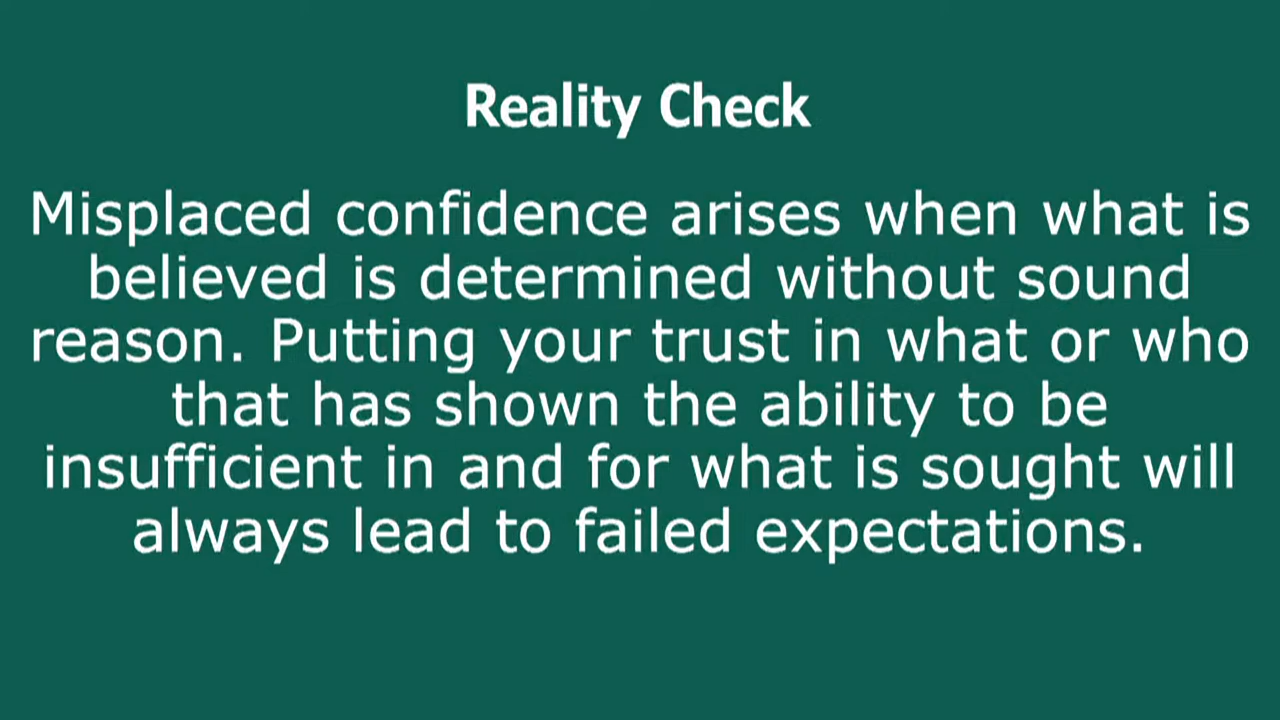 Reality Check
Misplaced confidence arises when what is
believed is determined without sound
reason. Putting your trust in what or who
that has shown the ability to be
insufficient in and for what is sought will
always lead to failed expectations.